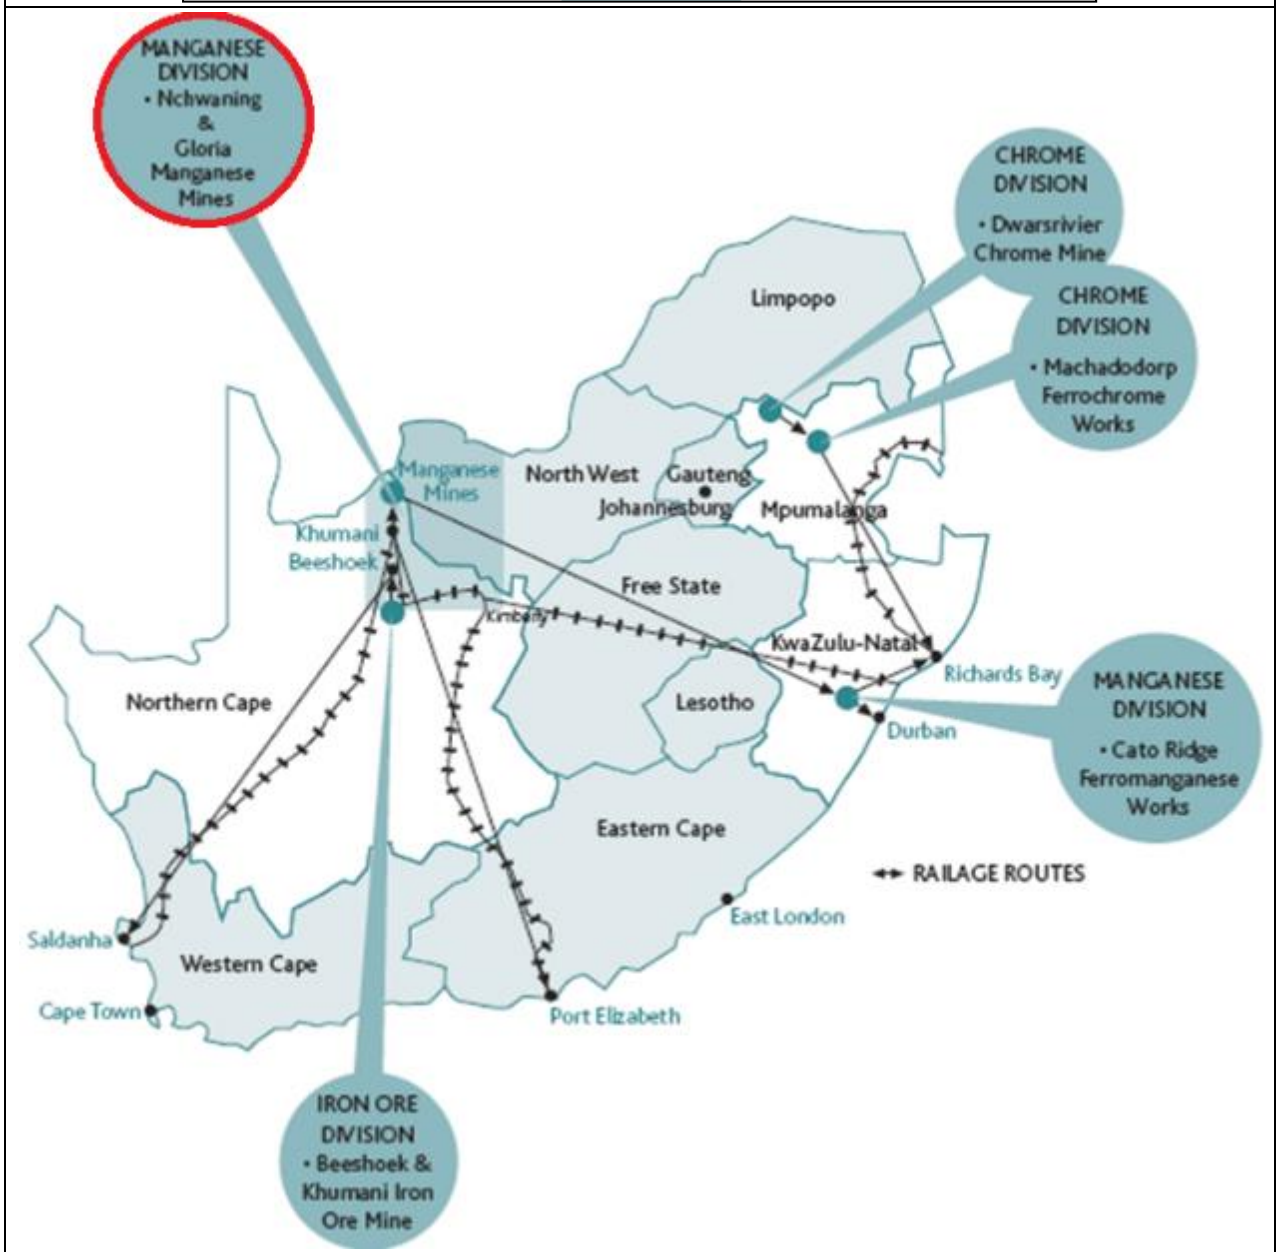 MANGANESE
DIVISION
• Nchwaning
&
Gloria
Manganese
Mines
CHROME
DIVISION
• Dwarsrivier
Chrome Mine
CHROME
DIVISION
• Machadodorp
Ferrochrome
Works
Limpopo
Manganese
Mines
North West
Gauteng
Johannesburg
Mpumalanga
Khumani
Beeshoek
Free State
Kimberly
KwaZulu-Natal
Richards Bay
Northern Cape
Lesotho
Durban
MANGANESE
DIVISION
• Cato Ridge
Ferromanganese
Works
Eastern Cape
RAILAGE ROUTES
East London
Saldanha
Western Cape
Cape Town
Port Elizabeth
IRON ORE
DIVISION
• Beeshoek &
Khumani Iron
Ore Mine